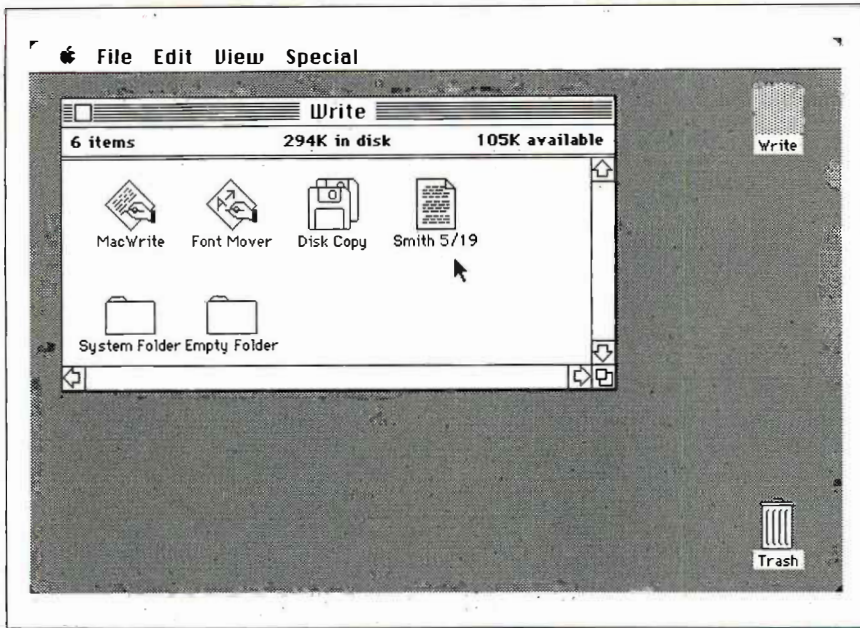 File Edit View Special
Write
6 items 294K in disk 105K available
Write
MacWrite Font Mover Disk Copy Smith 5/19
System Folder Empty Folder
Trash